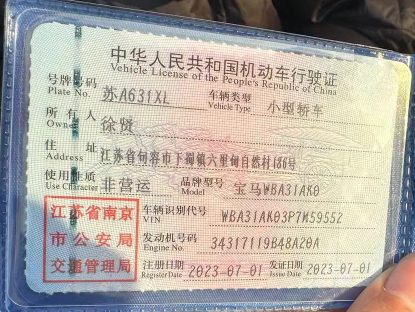 中华人民共和国机动车行驶证
Vehicle License of the People's Republic of China
号牌号码 Plate No. 苏A631XL 车辆类型 Vehicle Type 小型轿车
所有人 Owner 徐贤
住址 Address 江苏省句容市下蜀镇六里甸自然村186号
使用性质 Use Character 非营运 品牌型号 Model 宝马WBA31AK0
江苏省南京
市公安局
交通管理局
车辆识别代号 VIN WBA31AK03P7M59552
发动机号码 Engine No. 34317119B48A20A
注册日期 Register Date 2023-07-01 发证日期 Issue Date 2023-07-01